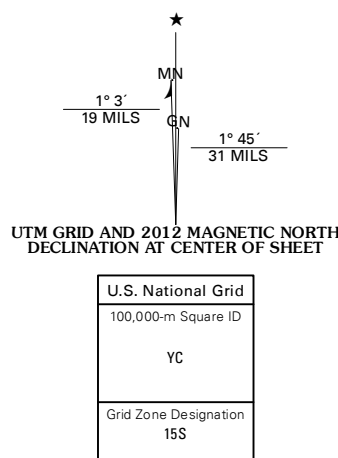 MN
1° 3´
19 MILS
GN
1° 45´
31 MILS
UTM GRID AND 2012 MAGNETIC NORTH
DECLINATION AT CENTER OF SHEET
U.S. National Grid
100,000-m Square ID
YC
Grid Zone Designation
15S